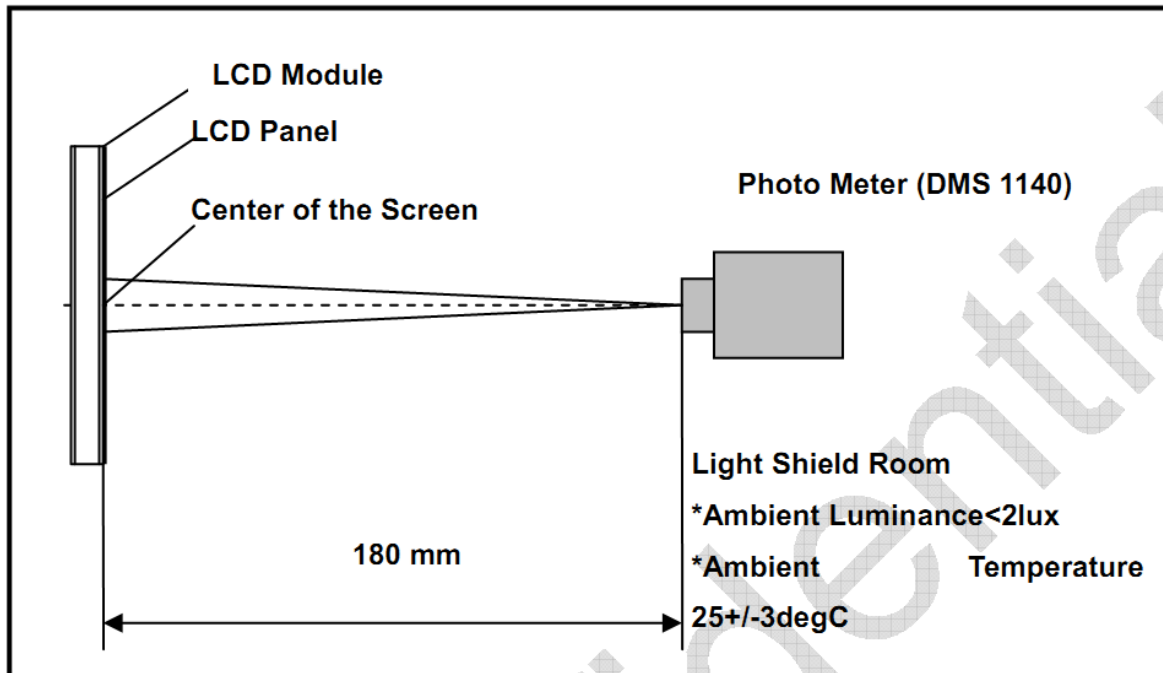 LCD Module
LCD Panel
Center of the Screen
Photo Meter (DMS 1140)
180 mm
Light Shield Room
*Ambient Luminance<2lux
*Ambient Temperature
25+/-3degC